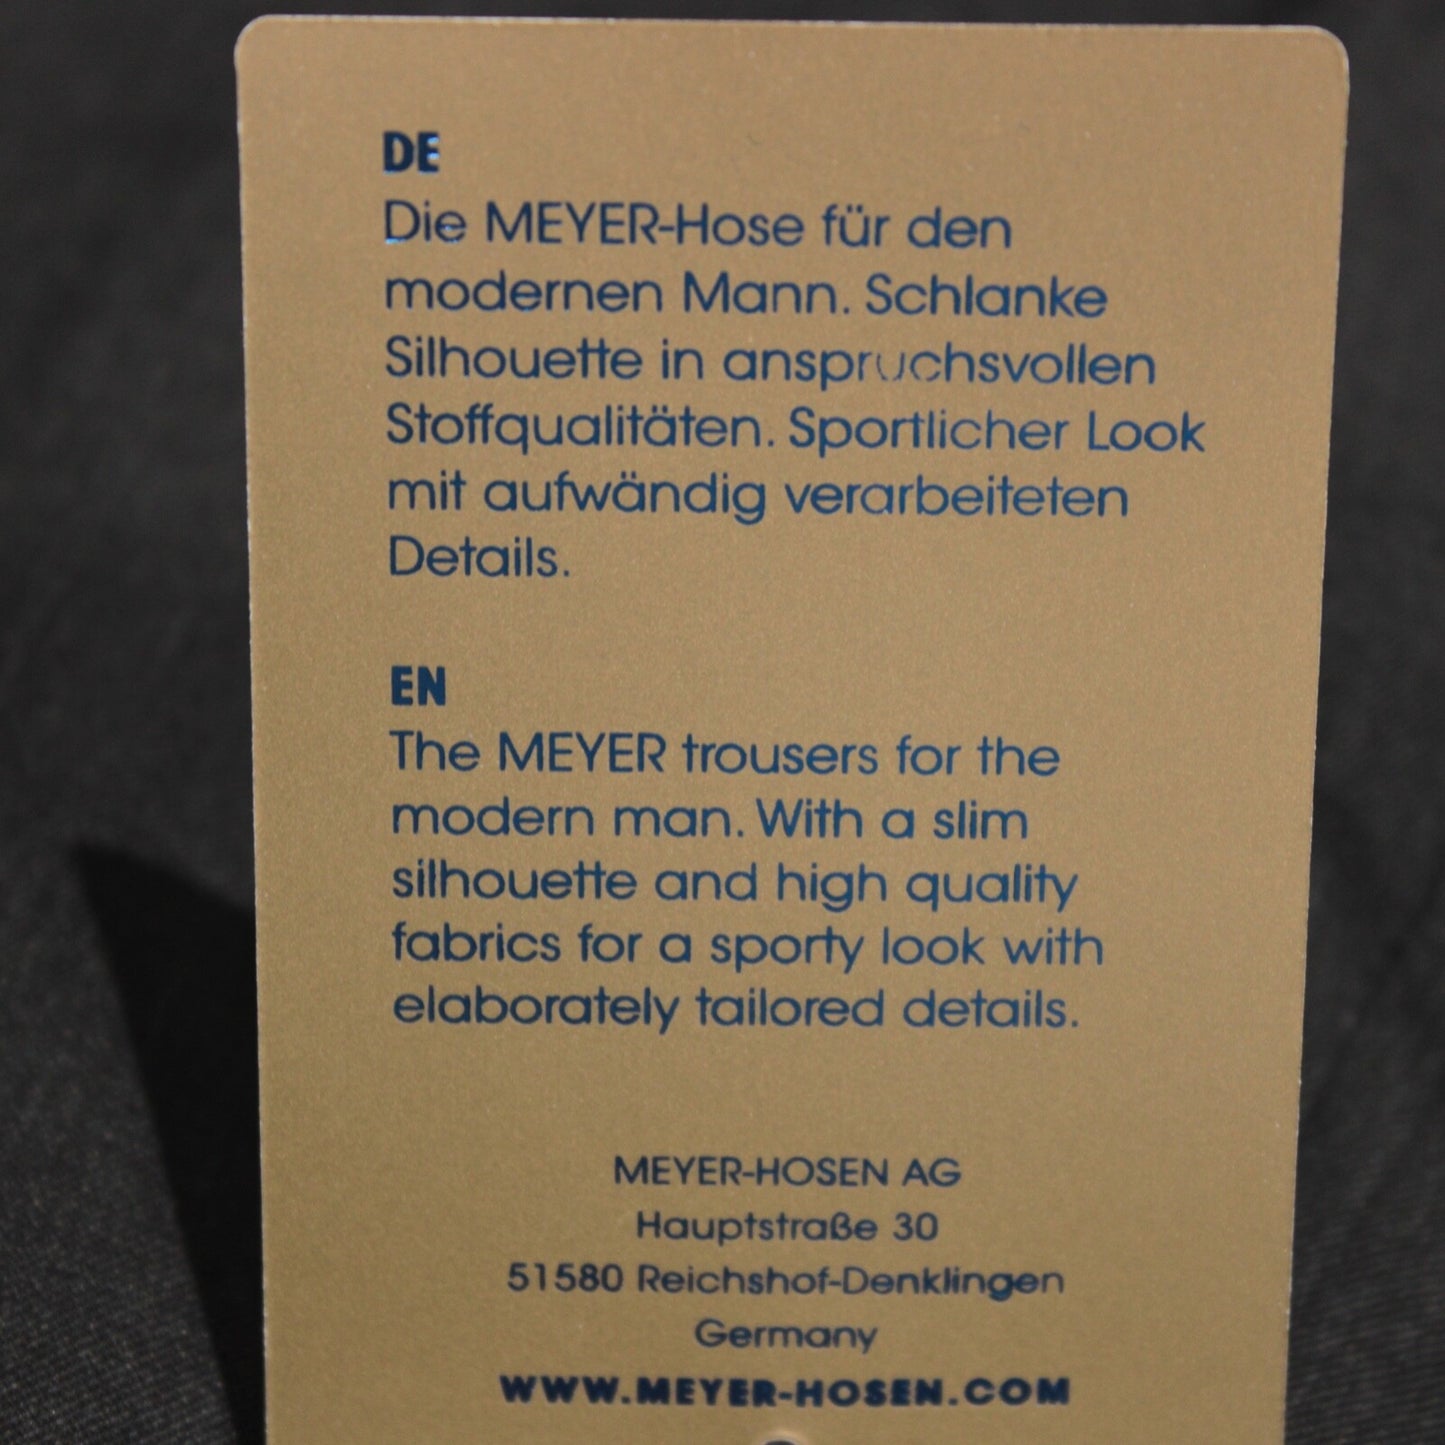 DE
Die MEYER-Hose für den
modernen Mann. Schlanke
Silhouette in anspruchsvollen
Stoffqualitäten. Sportlicher Look
mit aufwändig verarbeiteten
Details.
EN
The MEYER trousers for the
modern man. With a slim
silhouette and high quality
fabrics for a sporty look with
elaborately tailored details.
MEYER-HOSEN AG
Hauptstraße 30
51580 Reichshof-Denklingen
Germany
WWW.MEYER-HOSEN.COM